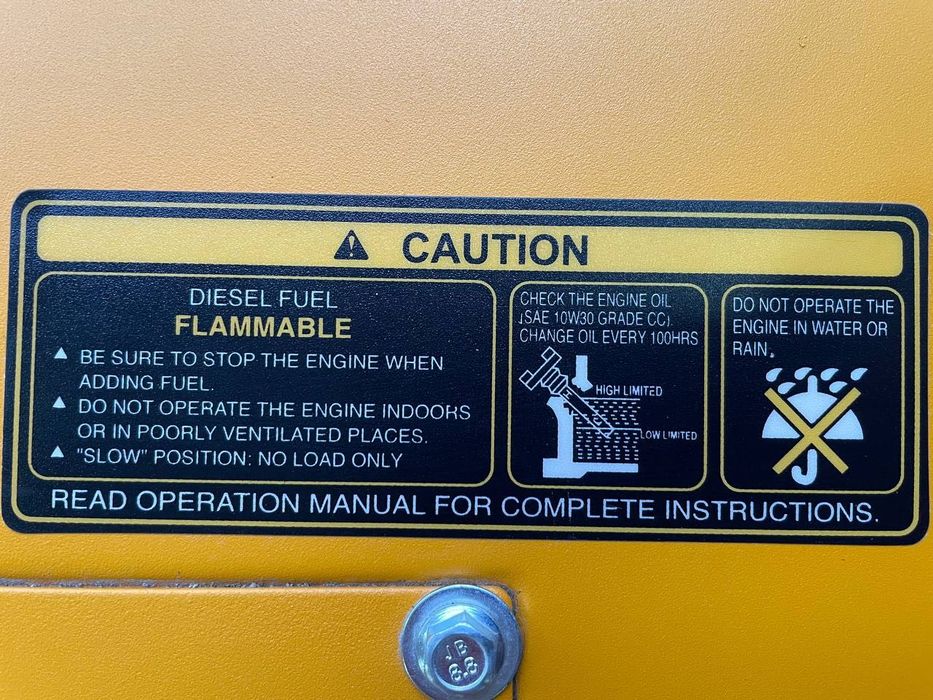 ⚠ CAUTION
DIESEL FUEL
FLAMMABLE
▲ BE SURE TO STOP THE ENGINE WHEN
ADDING FUEL.
▲ DO NOT OPERATE THE ENGINE INDOORS
OR IN POORLY VENTILATED PLACES.
▲ "SLOW" POSITION: NO LOAD ONLY
CHECK THE ENGINE OIL
(SAE 10W30 GRADE CC).
CHANGE OIL EVERY 100HRS
HIGH LIMITED
LOW LIMITED
DO NOT OPERATE THE
ENGINE IN WATER OR
RAIN.
READ OPERATION MANUAL FOR COMPLETE INSTRUCTIONS.
JB
8.8